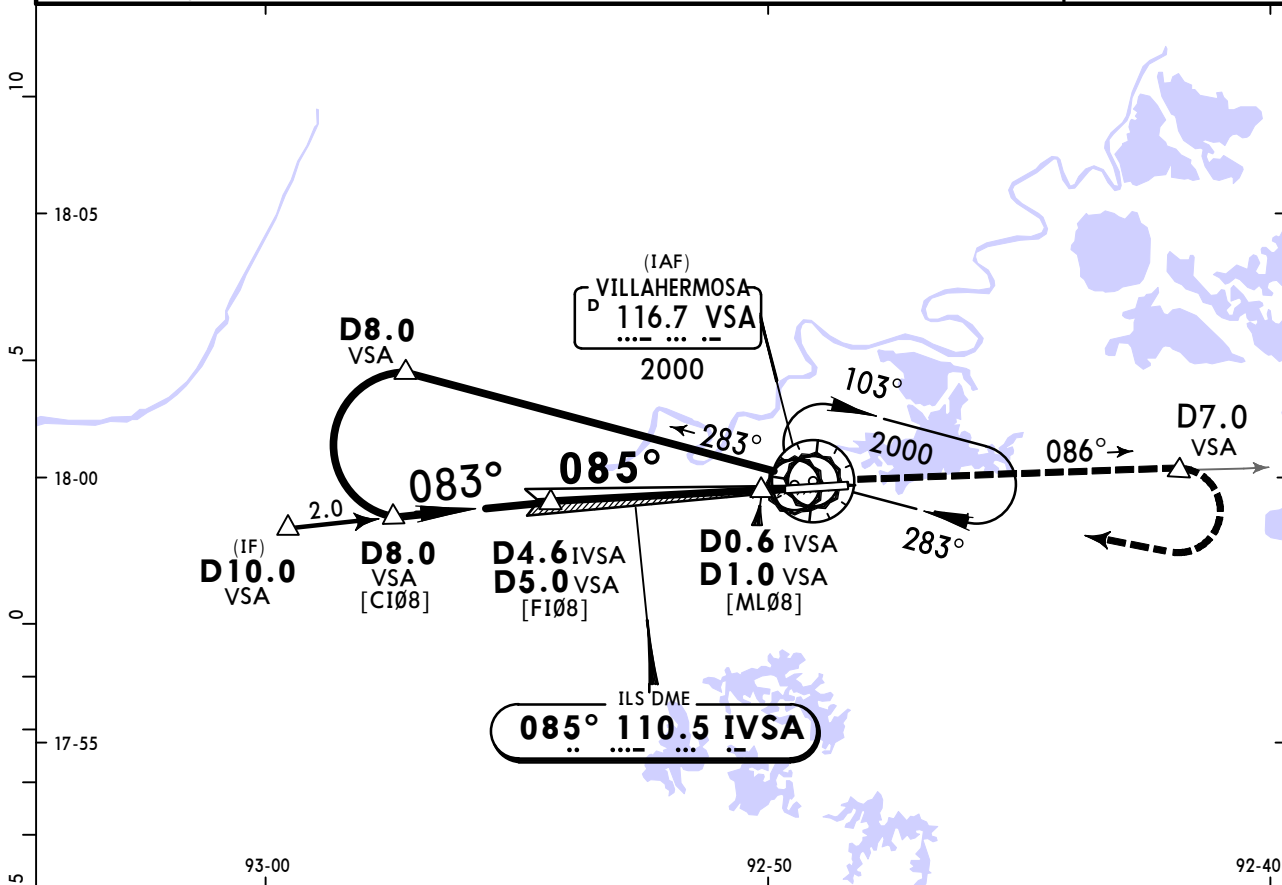 10
18-05
(IAF)
VILLAHERMOSA
D 116.7 VSA
2000
D8.0
VSA
5
103°
2000
283°
D7.0
VSA
086°
18-00
083°
085°
2.0
(IF)
D10.0
VSA
D8.0
VSA
[CIØ8]
D4.6 IVSA
D5.0 VSA
[FIØ8]
D0.6 IVSA
D1.0 VSA
[MLØ8]
283°
0
ILS DME
085° 110.5 IVSA
17-55
5
93-00
92-50
92-40